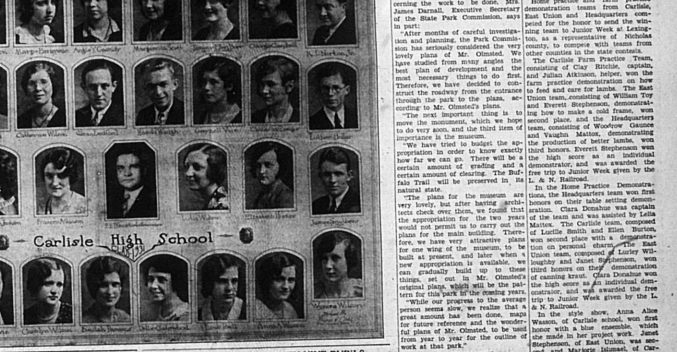 Carlisle High School
cerning the work to be done, Mrs.
James Darnall, Executive Secretary
of the State Park Commission, says
in part:
"After months of careful investiga-
tion and planning, the Park Commis-
sion has seriously considered the very
lovely plans of Mr. Olmsted. We
have studied from many angles the
best plan of development and the
most necessary things to do first.
Therefore, we have decided to con-
struct the roadway from the entrance
through the park to the plaza, ac-
cording to Mr. Olmsted's plans.
"The next important thing is to
move the monument, which we hope
to do very soon, and the third item of
importance is the museum.
"We have tried to budget the ap-
propriation in order to know exactly
how far we can go. There will be a
certain amount of grading and a
certain amount of clearing. The Buf-
falo Trail will be preserved in its
natural state.
"The plans for the museum are
very lovely, but after having archi-
tects check over them, we found that
the appropriation for the two years
would not permit us to carry out the
plans for the main building. There-
fore, we have very attractive plans
for one wing of the museum, to be
built at present, and later when a
new appropriation is available, we
can gradually build up to these
things, set out in Mr. Olmsted's
original plans, which will be the pat-
tern for this park in the coming years.
"While our progress to the average
person seems slow, we realize that a
great amount has been done, maps
for future reference and the wonder-
ful plans of Mr. Olmsted, to be used
from year to year for the outline of
work at that park."
Home practice and farm
demonstration teams from Carlisle,
East Union and Headquarters com-
peted for the honor to send the win-
ning team to Junior Week at Lexing-
ton, as a representative of Nicholas
county, to compete with teams from
other counties in the state contests.
The Carlisle Farm Practice Team,
consisting of Clay Ritchie, captain,
and Julian Atkinson, helper, won the
farm practice demonstration on how
to feed and care for lambs. The East
Union team, consisting of William Toy
and Everett Stephenson, demonstrat-
ing how to make a cold frame, won
second place, and the Headquarters
team, consisting of Woodrow Gaunce
and Vaughn Mattox, demonstrating
the production of better lambs, won
third honors. Everett Stephenson was
the high score as an individual
demonstrator, and was awarded the
free trip to Junior Week given by the
L. & N. Railroad.
In the Home Practice Demonstra-
tions, the Headquarters team won first
honors on their table setting demon-
stration. Clara Donahue was captain
of the team and was assisted by Lelia
Mattox. The Carlisle team, composed
of Lucille Smith and Ellen Burton,
won second place with a demonstra-
tion on personal charm. The East
Union team, composed of Lurley Wil-
loughby and Janet Stephenson, won
third honors on their demonstration
of canning kraut. Clara Donahue won
the high score as an individual dem-
onstrator, and was awarded the free
trip to Junior Week given by the L.
& N. Railroad.
In the style show, Anna Alice
Wasson, of Carlisle school, won first
honor with a blue ensemble, which
she made in her project work. Janet
Stephenson, of East Union, was sec-
and Marjorie Ishmael, of Car-